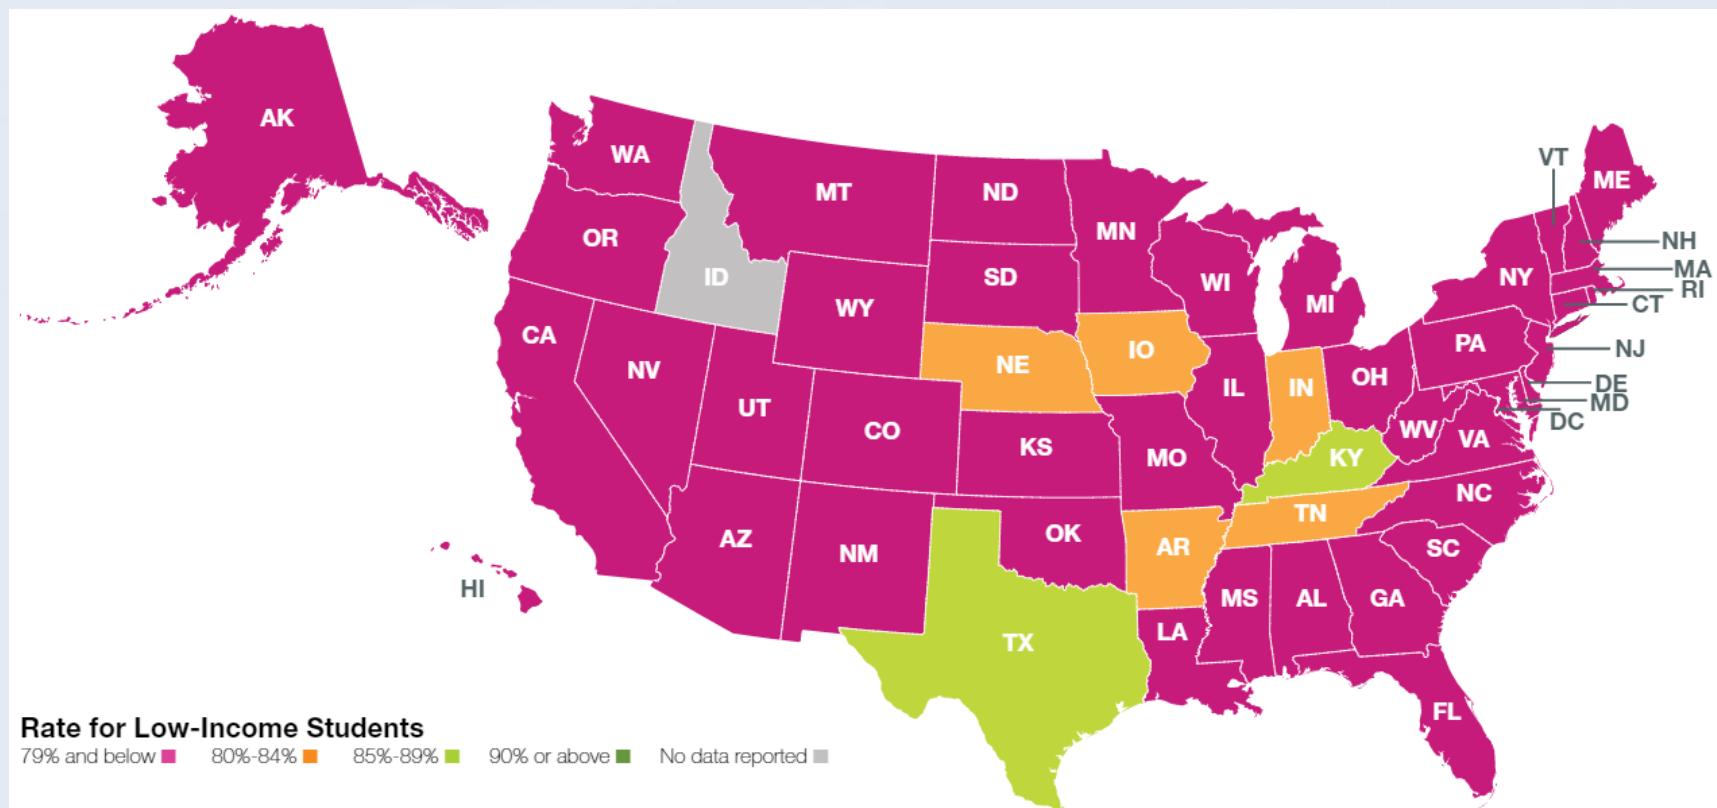 AK
WA
MT
ND
MN
VT
ME
OR
ID
SD
WI
MI
NY
NH
MA
RI
CT
WY
CA
NV
NE
IO
IL
IN
OH
PA
NJ
DE
MD
DC
UT
CO
KS
MO
KY
WV
VA
AZ
NM
OK
AR
TN
NC
SC
HI
TX
LA
MS
AL
GA
FL
Rate for Low-Income Students
79% and below 80%-84% 85%-89% 90% or above No data reported